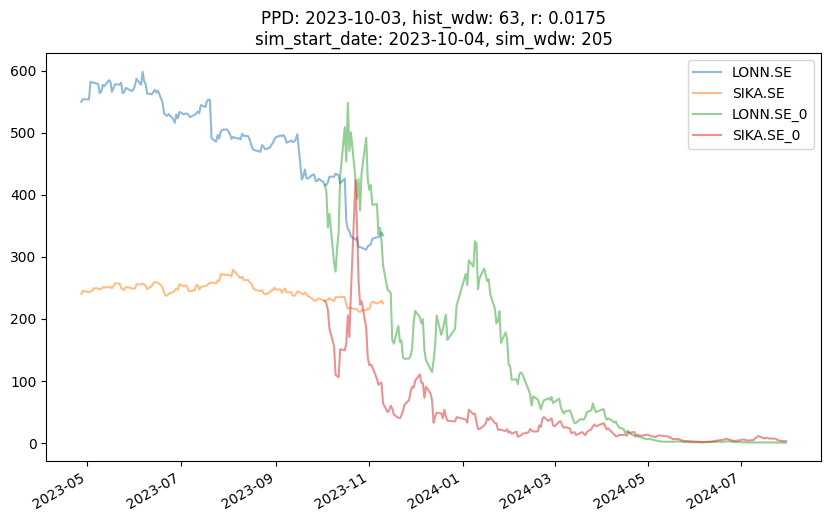 PPD: 2023-10-03, hist_wdw: 63, r: 0.0175
sim_start_date: 2023-10-04, sim_wdw: 205
LONN.SE
SIKA.SE
LONN.SE_0
SIKA.SE_0
600
500
400
300
200
100
0
2023-05
2023-07
2023-09
2023-11
2024-01
2024-03
2024-05
2024-07